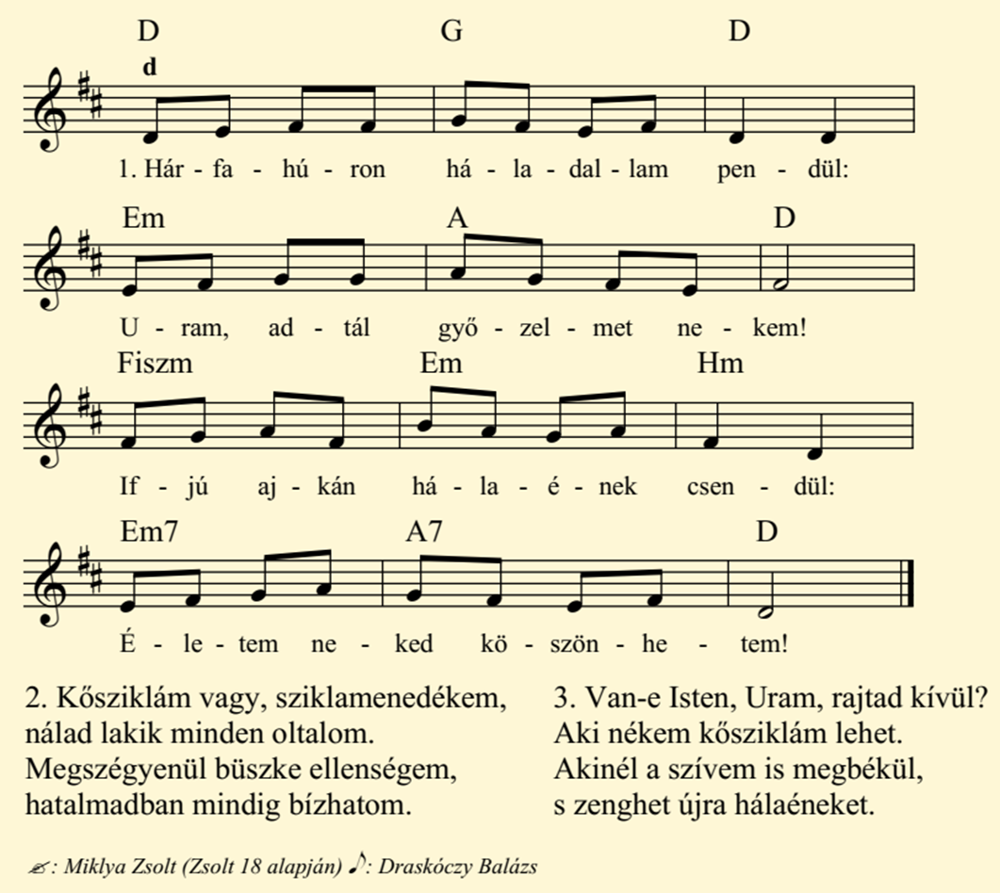 D G D
d
1. Hár - fa - hú - ron há - la - dal - lam pen - dül:
Em A D
U - ram, ad - tál győ - zel - met ne - kem!
Fiszm Em Hm
If - jú aj - kán há - la - é - nek csen - dül:
Em7 A7 D
É - le - tem ne - ked kö - szön - he - tem!
2. Kősziklám vagy, sziklamenedékem,
nálad lakik minden oltalom.
Megszégyenül büszke ellenségem,
hatalmadban mindig bízhatom.
3. Van-e Isten, Uram, rajtad kívül?
Aki nékem kősziklám lehet.
Akinél a szívem is megbékül,
s zenghet újra hálaéneket.
✍: Miklya Zsolt (Zsolt 18 alapján) ♪: Draskóczy Balázs